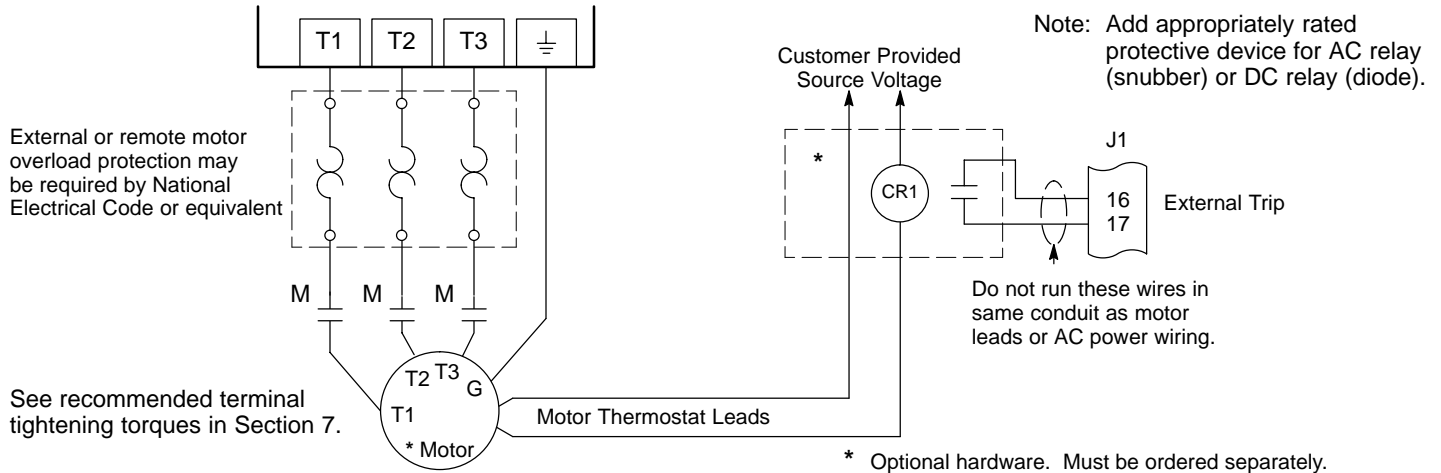 T1 T2 T3
Note: Add appropriately rated
protective device for AC relay
(snubber) or DC relay (diode).
Customer Provided
Source Voltage
External or remote motor
overload protection may
be required by National
Electrical Code or equivalent
*
CR1
J1
16
17
External Trip
Do not run these wires in
same conduit as motor
leads or AC power wiring.
M M M
T2 T3
G
T1
* Motor
See recommended terminal
tightening torques in Section 7.
Motor Thermostat Leads
* Optional hardware. Must be ordered separately.